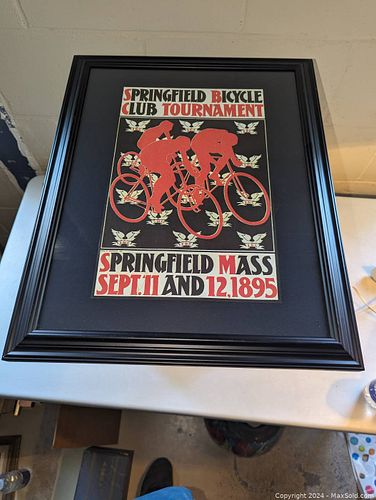 SPRINGFIELD BICYCLE
CLUB TOURNAMENT
SPRINGFIELD MASS
SEPT.11 AND 12,1895
Copyright 2024 - MaxSold.com